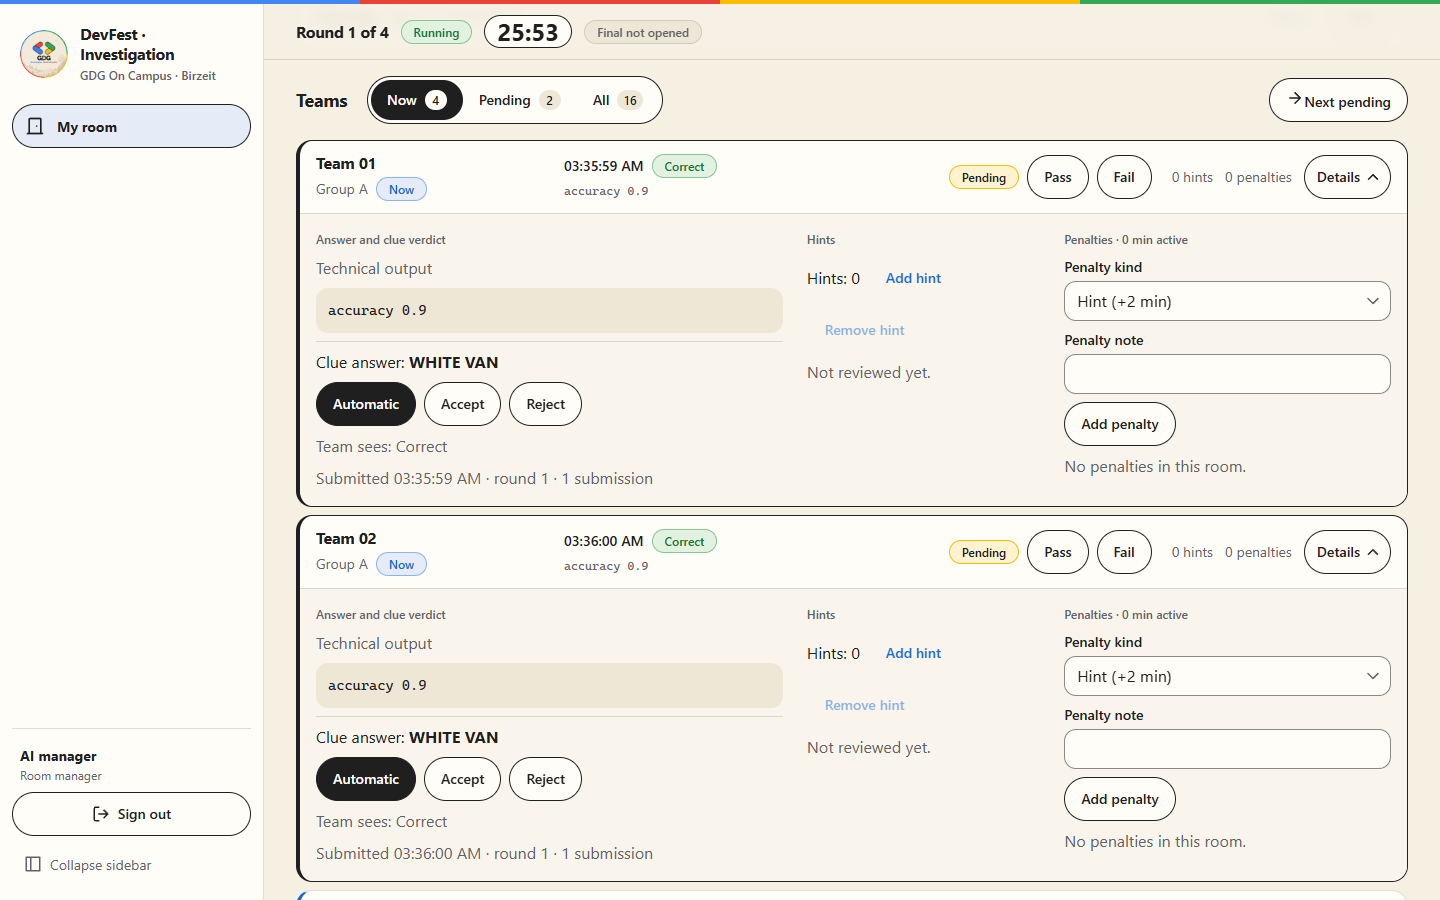 DevFest ·
Investigation
GDG On Campus · Birzeit
GDG
My room
AI manager
Room manager
Sign out
Collapse sidebar
Round 1 of 4 Running 25:53 Final not opened
Teams Now 4 Pending 2 All 16 Next pending
Team 01 03:35:59 AM Correct
Group A Now accuracy 0.9
Pending Pass Fail 0 hints 0 penalties Details
Answer and clue verdict
Technical output
accuracy 0.9
Clue answer: WHITE VAN
Automatic Accept Reject
Team sees: Correct
Submitted 03:35:59 AM · round 1 · 1 submission
Hints
Hints: 0 Add hint
Remove hint
Not reviewed yet.
Penalties · 0 min active
Penalty kind
Hint (+2 min)
Penalty note
Add penalty
No penalties in this room.
Team 02 03:36:00 AM Correct
Group A Now accuracy 0.9
Pending Pass Fail 0 hints 0 penalties Details
Answer and clue verdict
Technical output
accuracy 0.9
Clue answer: WHITE VAN
Automatic Accept Reject
Team sees: Correct
Submitted 03:36:00 AM · round 1 · 1 submission
Hints
Hints: 0 Add hint
Remove hint
Not reviewed yet.
Penalties · 0 min active
Penalty kind
Hint (+2 min)
Penalty note
Add penalty
No penalties in this room.